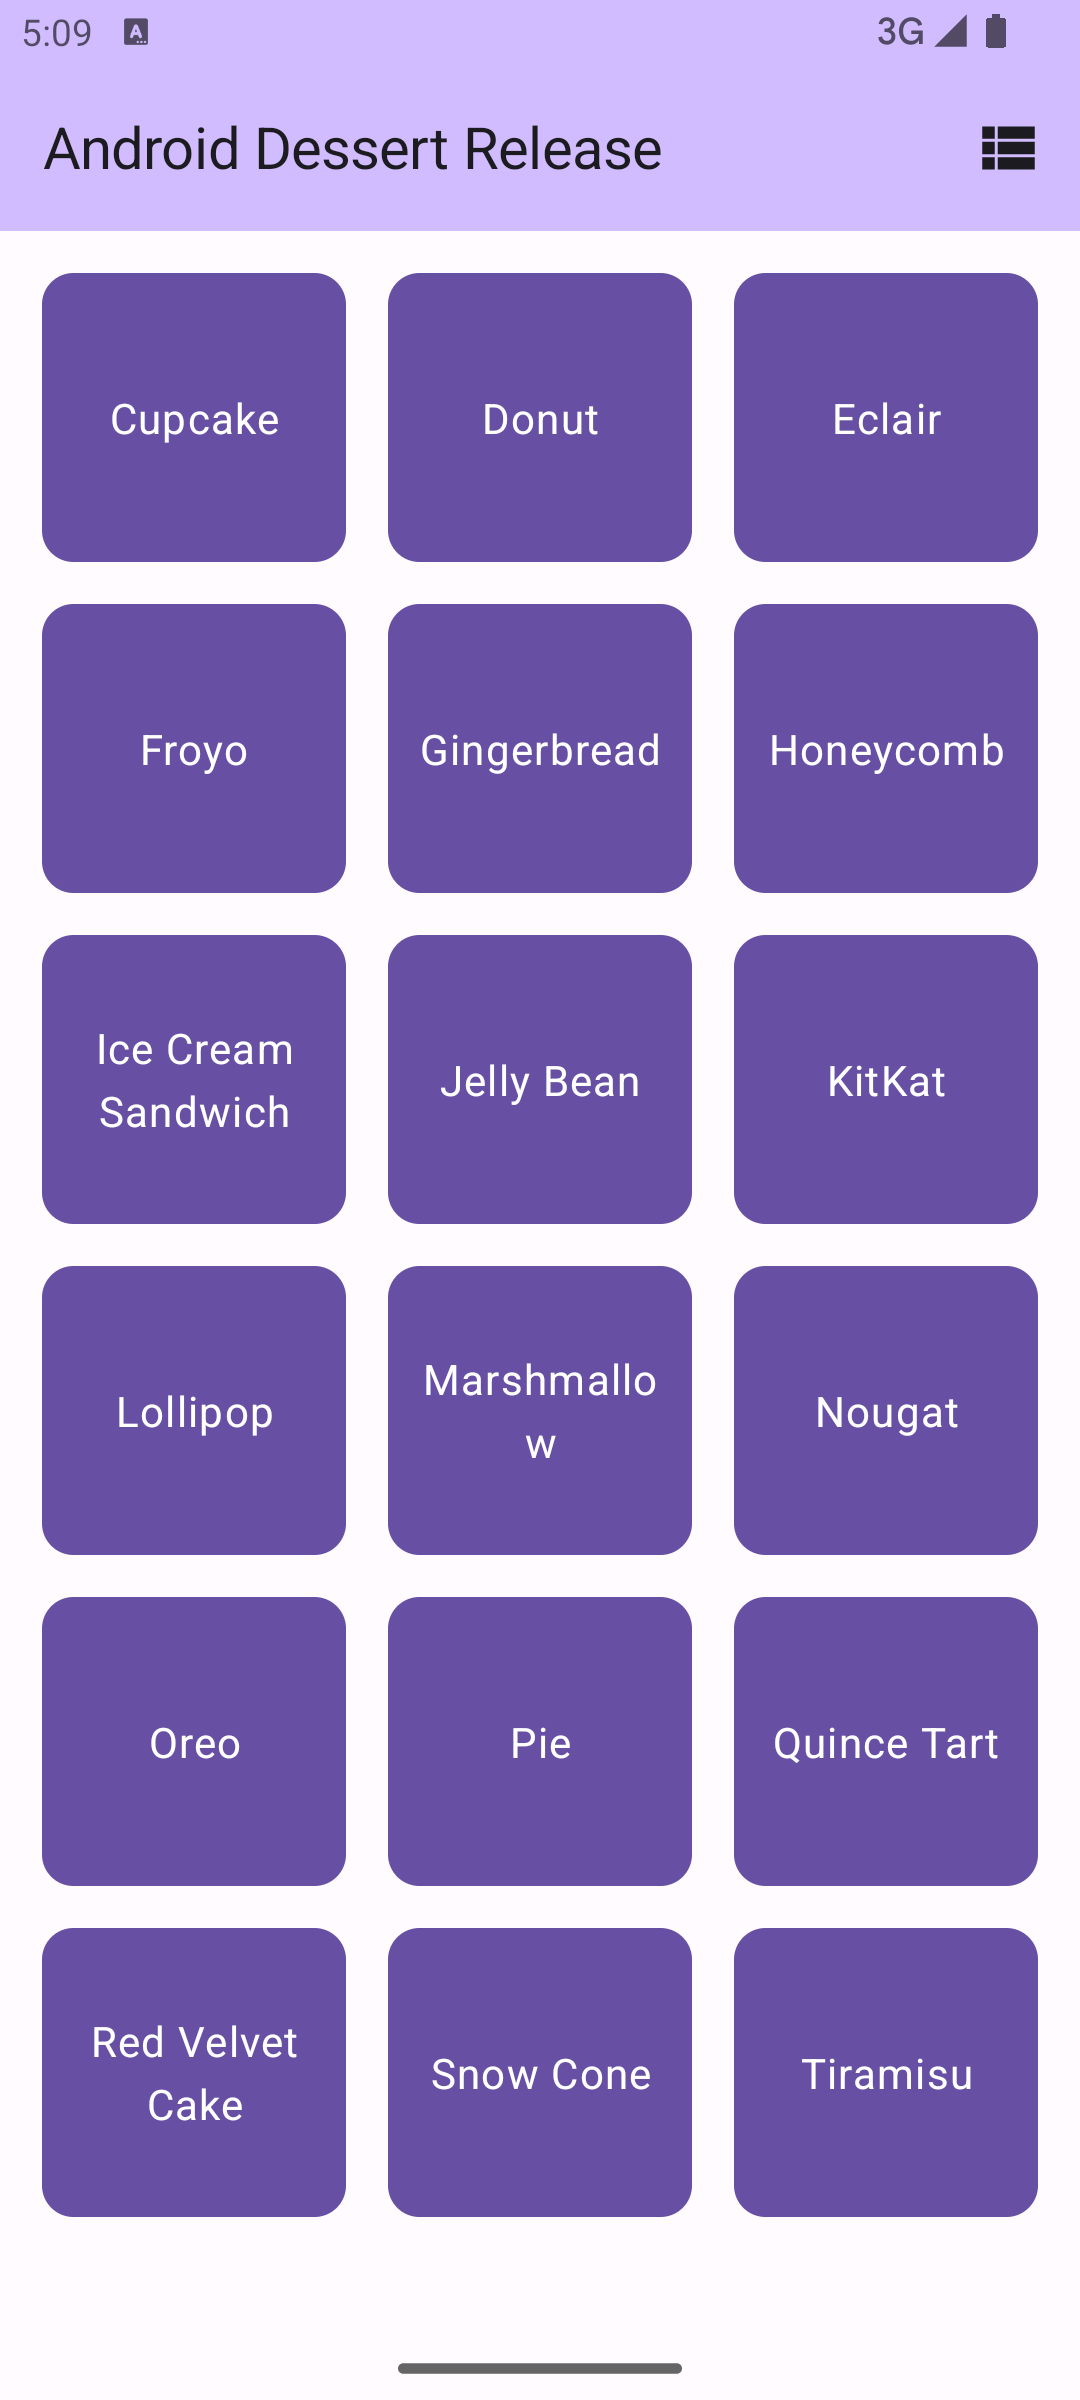 5:09
3G
Android Dessert Release
Cupcake
Donut
Eclair
Froyo
Gingerbread
Honeycomb
Ice Cream
Sandwich
Jelly Bean
KitKat
Lollipop
Marshmallo
w
Nougat
Oreo
Pie
Quince Tart
Red Velvet
Cake
Snow Cone
Tiramisu